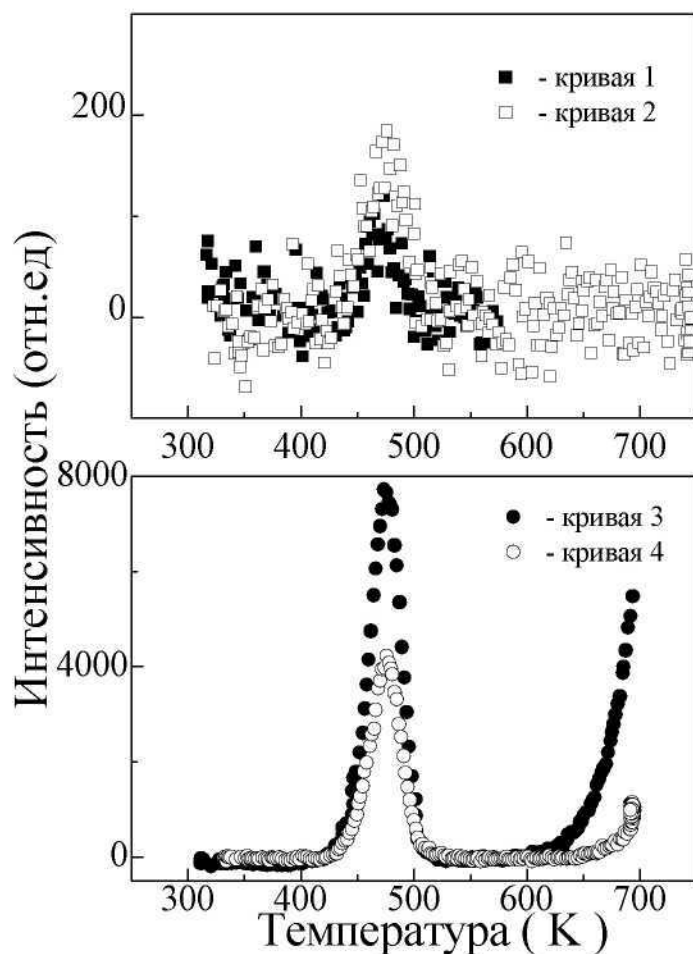 200
0
- кривая 1
- кривая 2
300 400 500 600 700
Интенсивность (отн.ед)
8000
4000
0
- кривая 3
- кривая 4
300 400 500 600 700
Температура ( K )